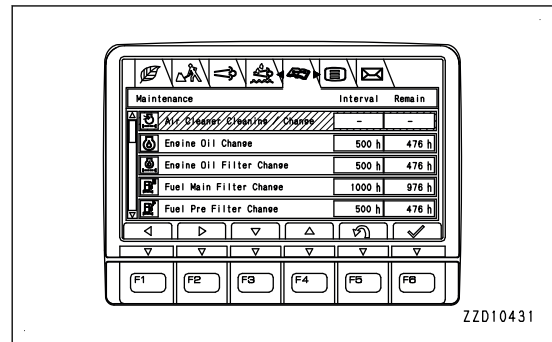 Maintenance Interval Remain
Air Cleaner Cleaning / Change - -
Engine Oil Change 500 h 476 h
Engine Oil Filter Change 500 h 476 h
Fuel Main Filter Change 1000 h 976 h
Fuel Pre Filter Change 500 h 476 h
F1 F2 F3 F4 F5 F6
ZZD10431